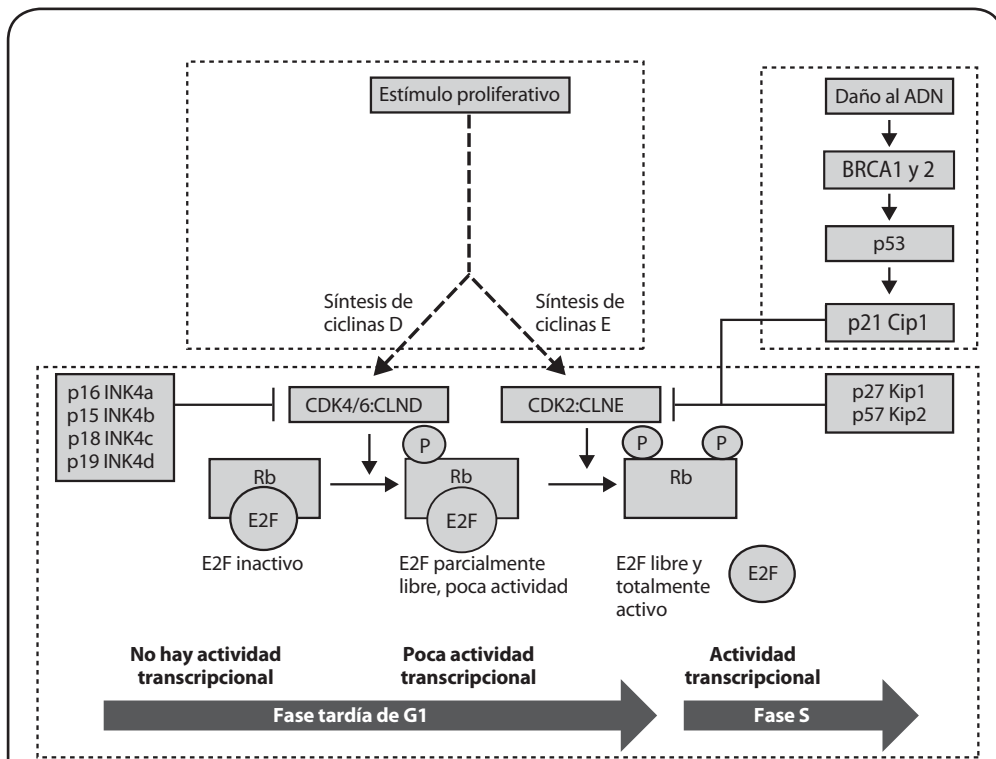 Estímulo proliferativo
Daño al ADN
BRCA1 y 2
p53
p21 Cip1
Síntesis de
ciclinas D
Síntesis de
ciclinas E
p16 INK4a
p15 INK4b
p18 INK4c
p19 INK4d
CDK4/6:CLND
CDK2:CLNE
p27 Kip1
p57 Kip2
P
P
P
Rb
Rb
Rb
E2F
E2F
E2F
E2F inactivo
E2F parcialmente
libre, poca actividad
E2F libre y
totalmente
activo
No hay actividad
transcripcional
Poca actividad
transcripcional
Actividad
transcripcional
Fase tardía de G1
Fase S